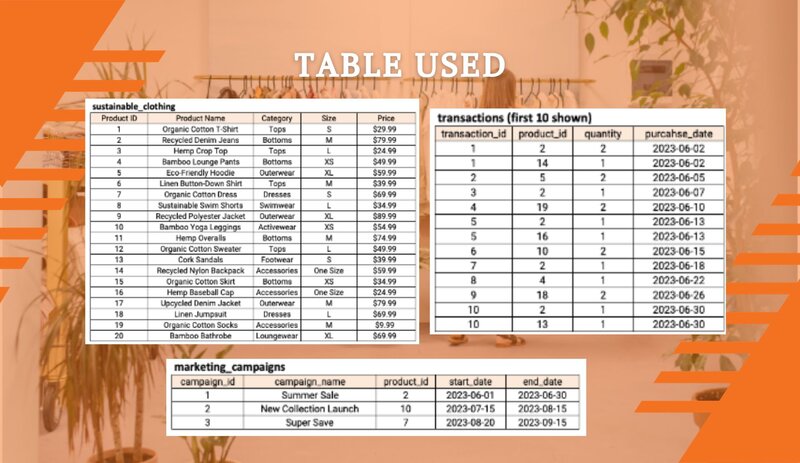 TABLE USED
sustainable_clothing
Product ID Product Name Category Size Price
1 Organic Cotton T-Shirt Tops S $29.99
2 Recycled Denim Jeans Bottoms M $79.99
3 Hemp Crop Top Tops L $24.99
4 Bamboo Lounge Pants Bottoms XS $49.99
5 Eco-Friendly Hoodie Outerwear XL $59.99
6 Linen Button-Down Shirt Tops M $39.99
7 Organic Cotton Dress Dresses S $69.99
8 Sustainable Swim Shorts Swimwear L $34.99
9 Recycled Polyester Jacket Outerwear XL $89.99
10 Bamboo Yoga Leggings Activewear XS $54.99
11 Hemp Overalls Bottoms M $74.99
12 Organic Cotton Sweater Tops L $49.99
13 Cork Sandals Footwear S $39.99
14 Recycled Nylon Backpack Accessories One Size $59.99
15 Organic Cotton Skirt Bottoms XS $34.99
16 Hemp Baseball Cap Accessories One Size $24.99
17 Upcycled Denim Jacket Outerwear M $79.99
18 Linen Jumpsuit Dresses L $69.99
19 Organic Cotton Socks Accessories M $9.99
20 Bamboo Bathrobe Loungewear XL $69.99
transactions (first 10 shown)
transaction_id product_id quantity purcahse_date
1 2 2 2023-06-02
1 14 1 2023-06-02
2 5 2 2023-06-05
3 2 1 2023-06-07
4 19 2 2023-06-10
5 2 1 2023-06-13
5 16 1 2023-06-13
6 10 2 2023-06-15
7 2 1 2023-06-18
8 4 1 2023-06-22
9 18 2 2023-06-26
10 2 1 2023-06-30
10 13 1 2023-06-30
marketing_campaigns
campaign_id campaign_name product_id start_date end_date
1 Summer Sale 2 2023-06-01 2023-06-30
2 New Collection Launch 10 2023-07-15 2023-08-15
3 Super Save 7 2023-08-20 2023-09-15